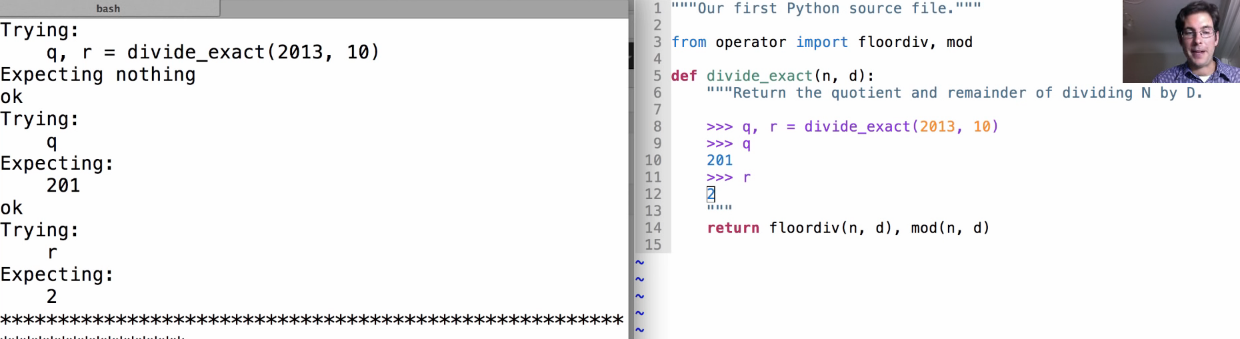 bash
Trying:
    q, r = divide_exact(2013, 10)
Expecting nothing
ok
Trying:
    q
Expecting:
    201
ok
Trying:
    r
Expecting:
    2
**********************************************************************
1 """Our first Python source file."""
2
3 from operator import floordiv, mod
4
5 def divide_exact(n, d):
6     """Return the quotient and remainder of dividing N by D.
7
8     >>> q, r = divide_exact(2013, 10)
9     >>> q
10     201
11     >>> r
12     2
13     """
14     return floordiv(n, d), mod(n, d)
15
~
~
~
~
~